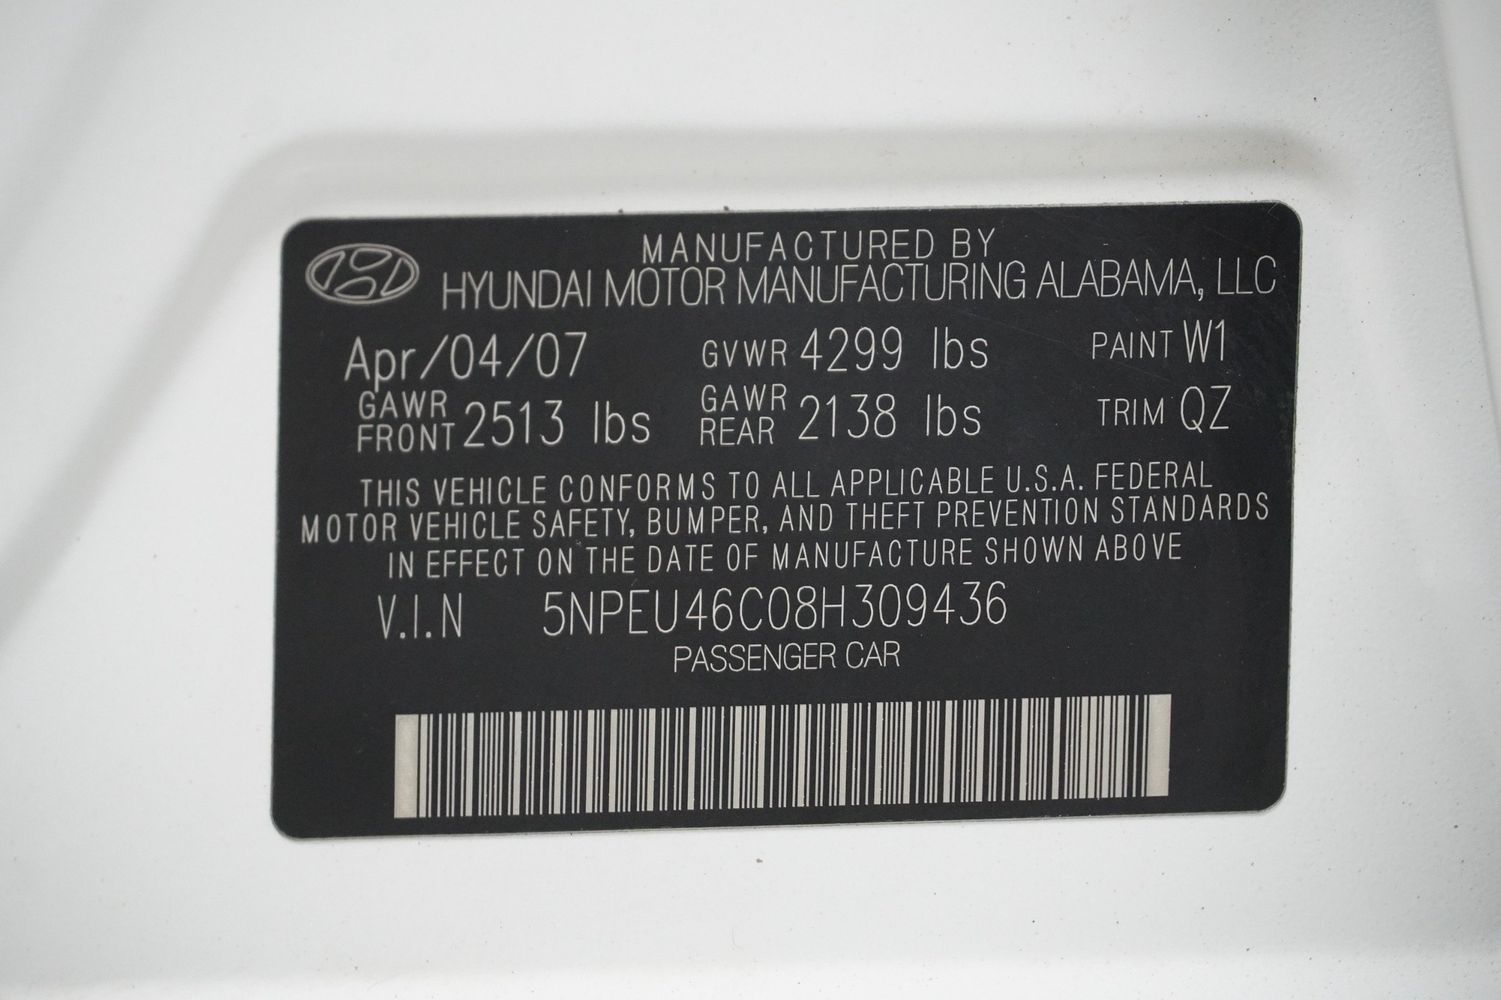 MANUFACTURED BY
HYUNDAI MOTOR MANUFACTURING ALABAMA, LLC
Apr/04/07 GVWR 4299 lbs PAINT W1
GAWR FRONT 2513 lbs GAWR REAR 2138 lbs TRIM QZ
THIS VEHICLE CONFORMS TO ALL APPLICABLE U.S.A. FEDERAL
MOTOR VEHICLE SAFETY, BUMPER, AND THEFT PREVENTION STANDARDS
IN EFFECT ON THE DATE OF MANUFACTURE SHOWN ABOVE
V.I.N 5NPEU46C08H309436
PASSENGER CAR